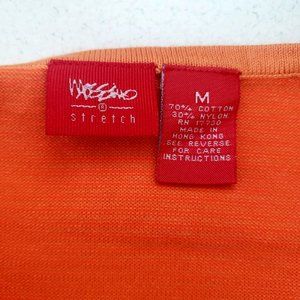 Mossimo
®
stretch
M
70% COTTON
30% NYLON
RN 17730
MADE IN
HONG KONG
SEE REVERSE
FOR CARE
INSTRUCTIONS